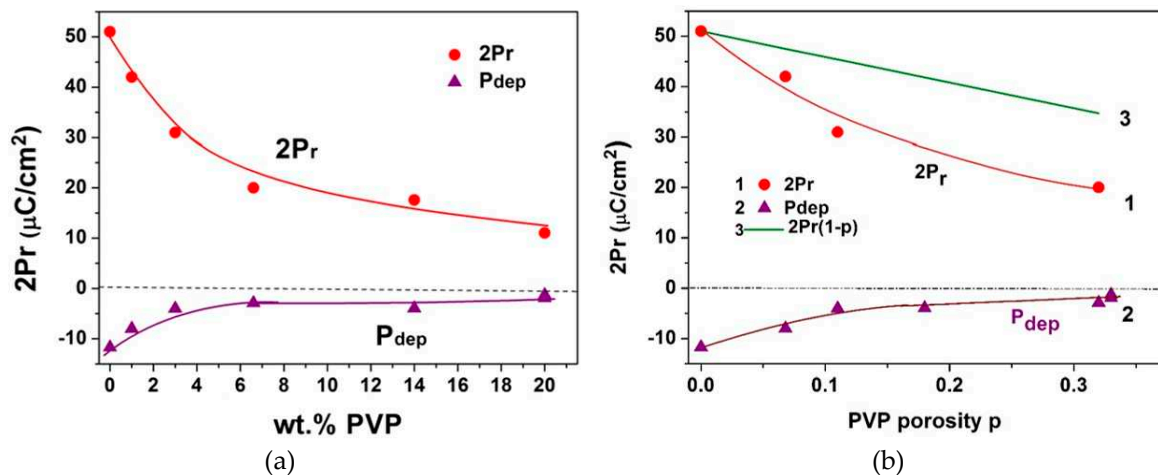 50
40
30
20
10
0
-10
2Pr (μC/cm²)
2Pr
Pdep
2Pr
Pdep
0 2 4 6 8 10 12 14 16 18 20
wt.% PVP
(a)
50
40
30
20
10
0
-10
2Pr (μC/cm²)
3
2Pr
1 2Pr
2 Pdep
3 2Pr(1-p)
1
Pdep
2
0.0 0.1 0.2 0.3
PVP porosity p
(b)